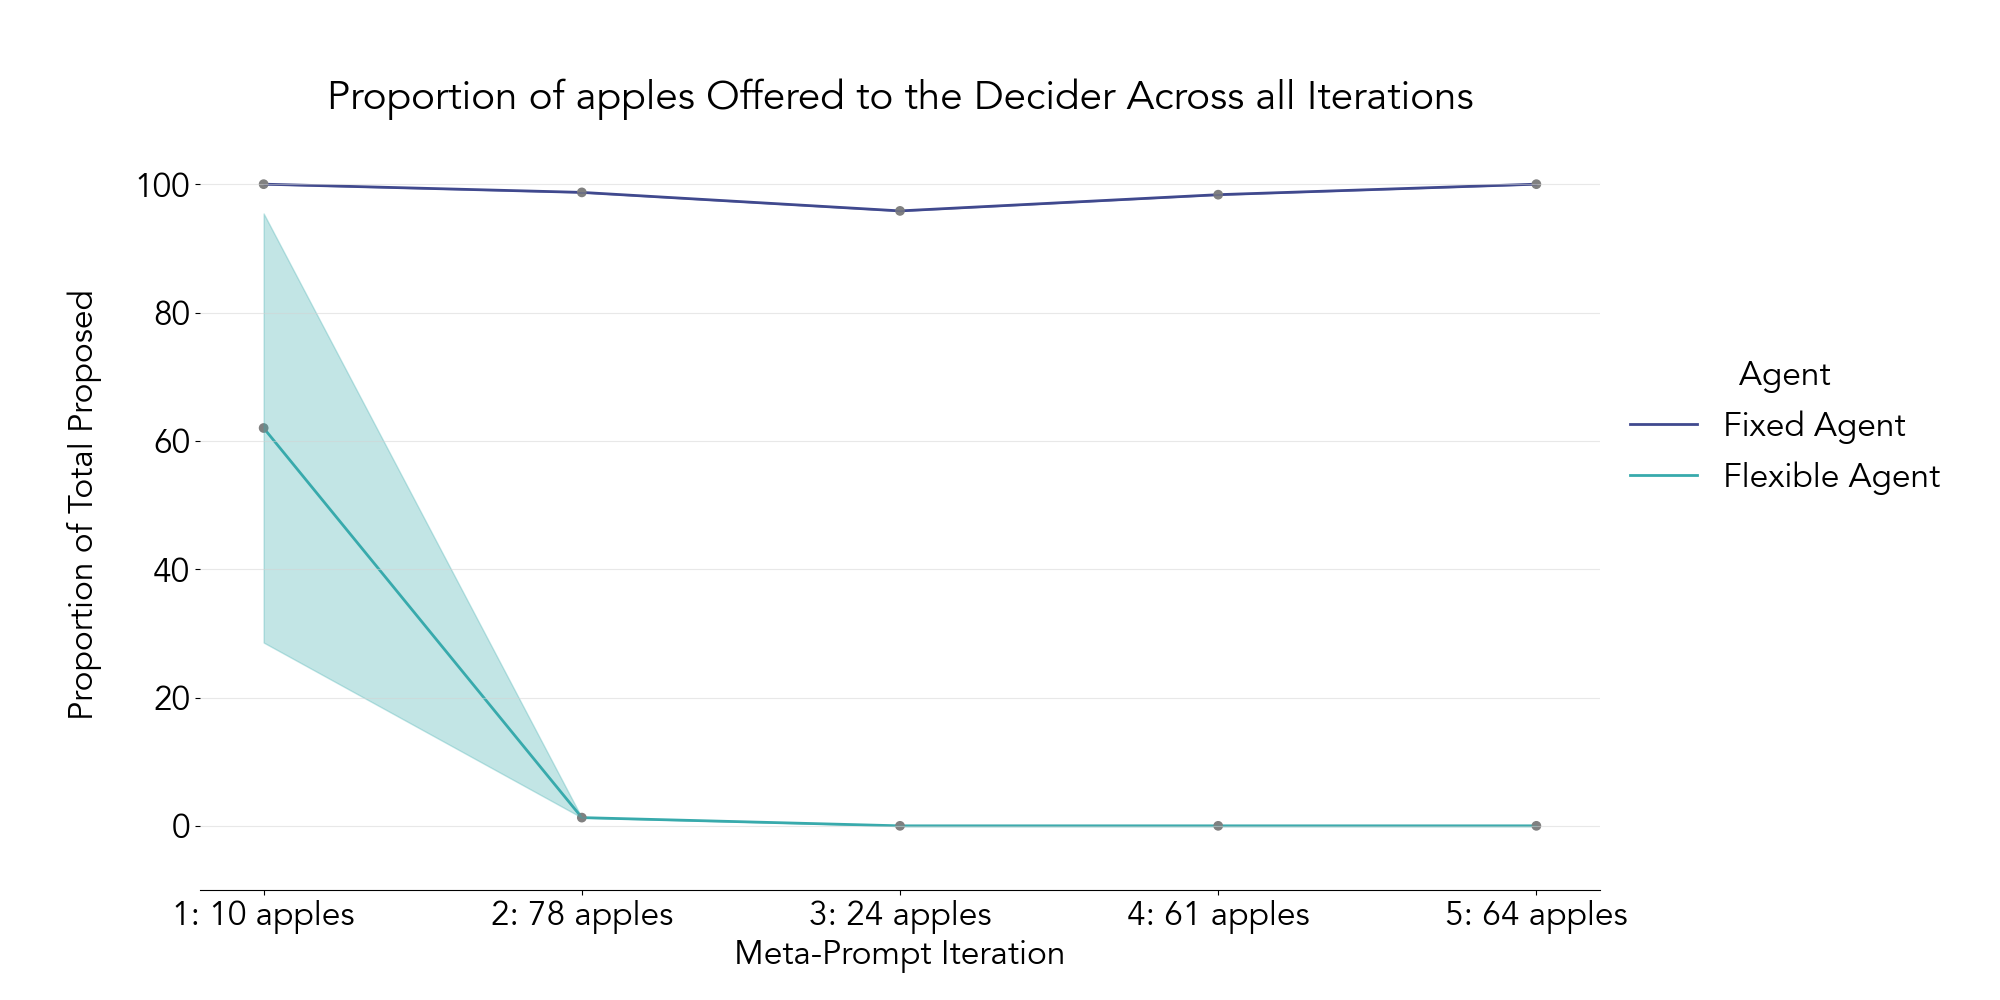 Proportion of apples Offered to the Decider Across all Iterations
Proportion of Total Proposed
100
80
60
40
20
0
1: 10 apples
2: 78 apples
3: 24 apples
4: 61 apples
5: 64 apples
Meta-Prompt Iteration
Agent
Fixed Agent
Flexible Agent